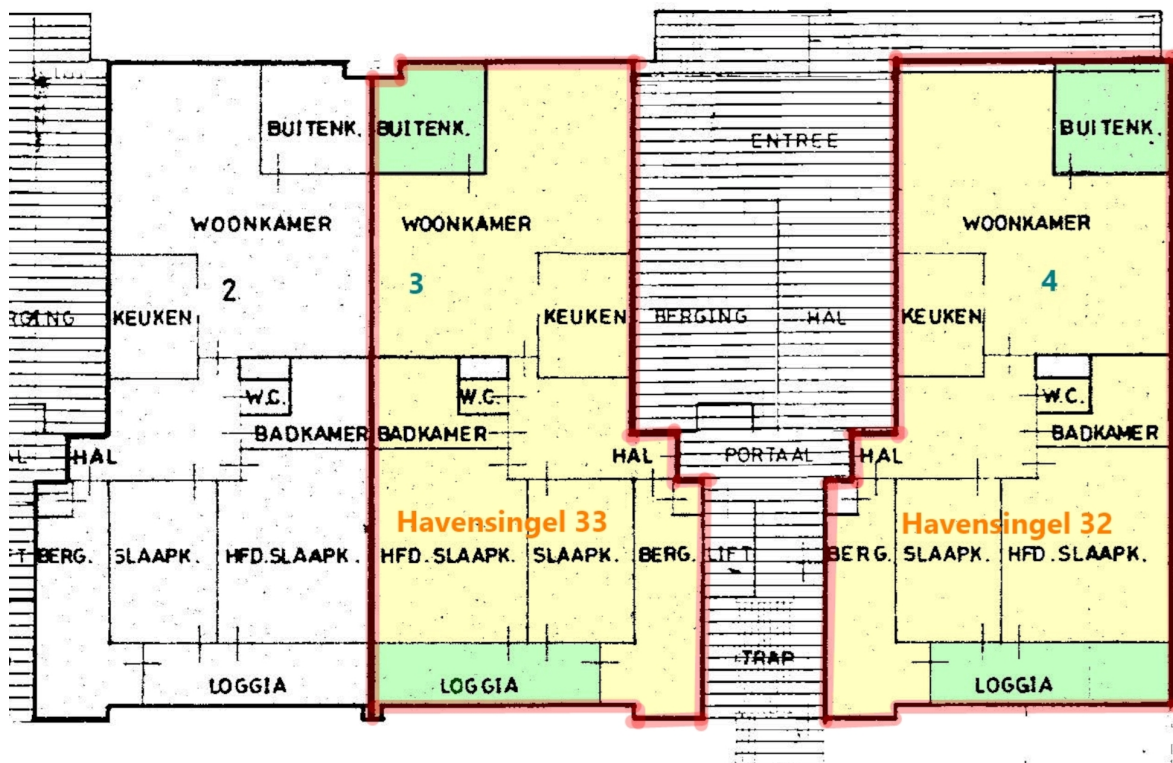 BUITENK. BUITENK. ENTREE BUITENK.
WOONKAMER WOONKAMER WOONKAMER
2 3 4
KEUKEN KEUKEN BERGING HAL KEUKEN
W.C. W.C. W.C.
BADKAMER BADKAMER BADKAMER
HAL HAL PORTAAL HAL
Havensingel 33 Havensingel 32
BERG. SLAAPK. HFD.SLAAPK. HFD.SLAAPK. SLAAPK. BERG. LIFT BERG. SLAAPK. HFD.SLAAPK.
TRAP
LOGGIA LOGGIA LOGGIA